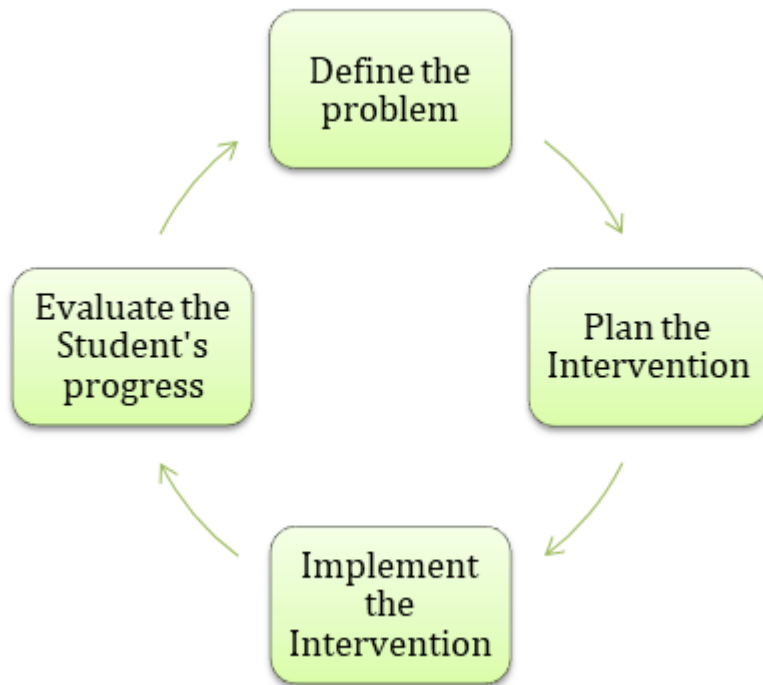 Define the
problem
Plan the
Intervention
Implement
the
Intervention
Evaluate the
Student's
progress